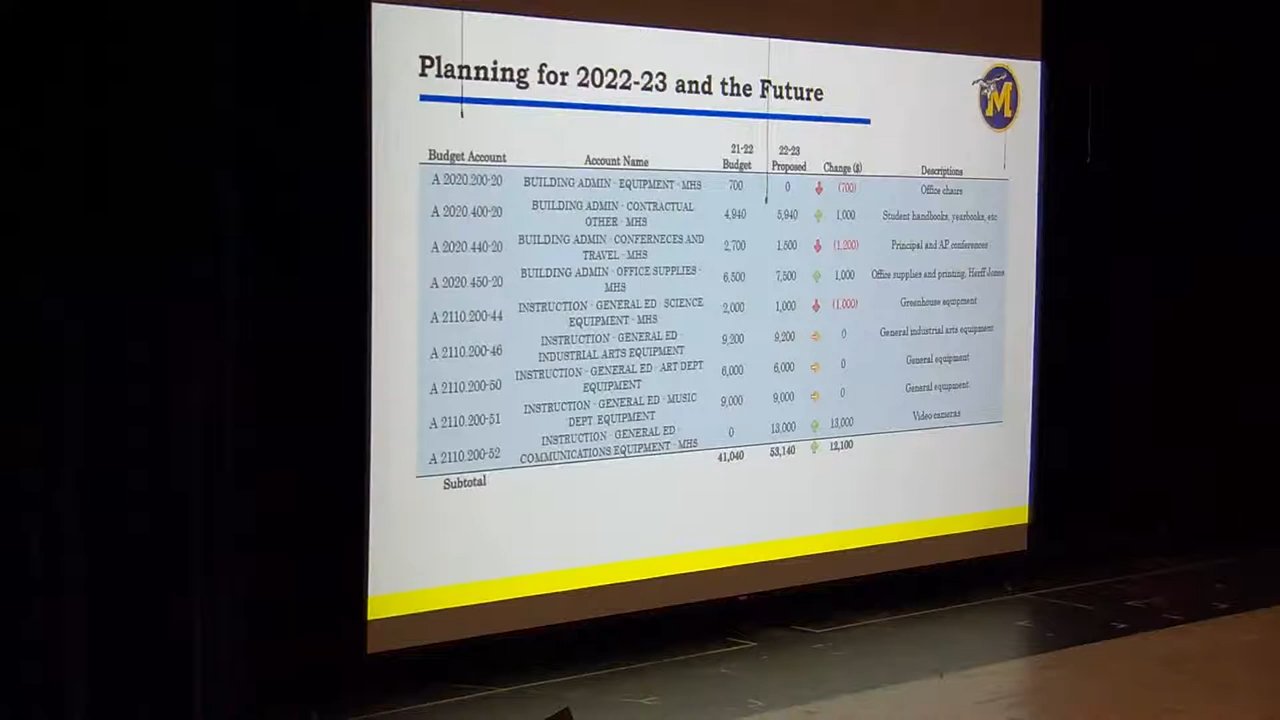 Planning for 2022-23 and the Future
M
Budget Account Account Name 21-22 Budget 22-23 Proposed Change ($) Descriptions
A 2020.200-20 BUILDING ADMIN - EQUIPMENT - MHS 700 0 (700) Office chairs
A 2020.400-20 BUILDING ADMIN - CONTRACTUAL OTHER - MHS 4,940 5,940 1,000 Student handbooks, yearbooks, etc
A 2020.440-20 BUILDING ADMIN - CONFERNECES AND TRAVEL - MHS 2,700 1,500 (1,200) Principal and AP conferences
A 2020.450-20 BUILDING ADMIN - OFFICE SUPPLIES - MHS 6,500 7,500 1,000 Office supplies and printing, Herff Jones
A 2110.200-44 INSTRUCTION - GENERAL ED - SCIENCE EQUIPMENT - MHS 2,000 1,000 (1,000) Greenhouse equipment
A 2110.200-46 INSTRUCTION - GENERAL ED - INDUSTRIAL ARTS EQUIPMENT 9,200 9,200 0 General industrial arts equipment
A 2110.200-50 INSTRUCTION - GENERAL ED - ART DEPT EQUIPMENT 6,000 6,000 0 General equipment
A 2110.200-51 INSTRUCTION - GENERAL ED - MUSIC DEPT EQUIPMENT 9,000 9,000 0 General equipment
A 2110.200-52 INSTRUCTION - GENERAL ED - COMMUNICATIONS EQUIPMENT - MHS 0 13,000 13,000 Video cameras
Subtotal 41,040 53,140 12,100